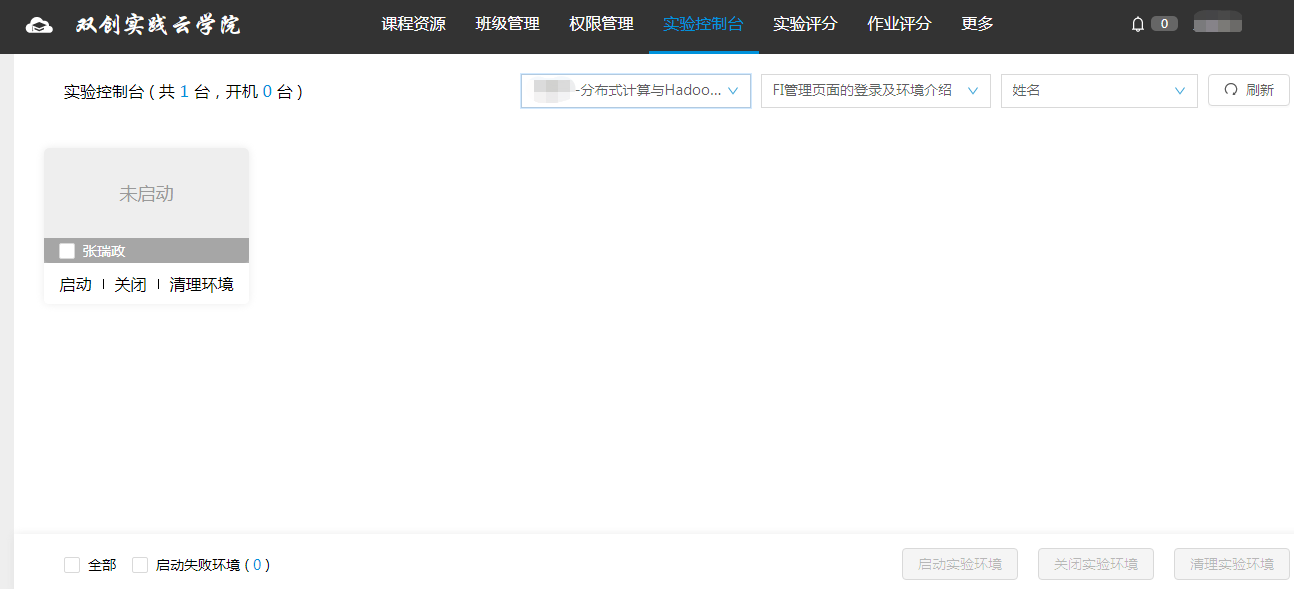 双创实践云学院 课程资源 班级管理 权限管理 实验控制台 实验评分 作业评分 更多 0
实验控制台 ( 共 1 台 , 开机 0 台 ) -分布式计算与Hadoo... FI管理页面的登录及环境介绍 姓名 刷新
未启动
张瑞政
启动 | 关闭 | 清理环境
全部 启动失败环境 ( 0 ) 启动实验环境 关闭实验环境 清理实验环境